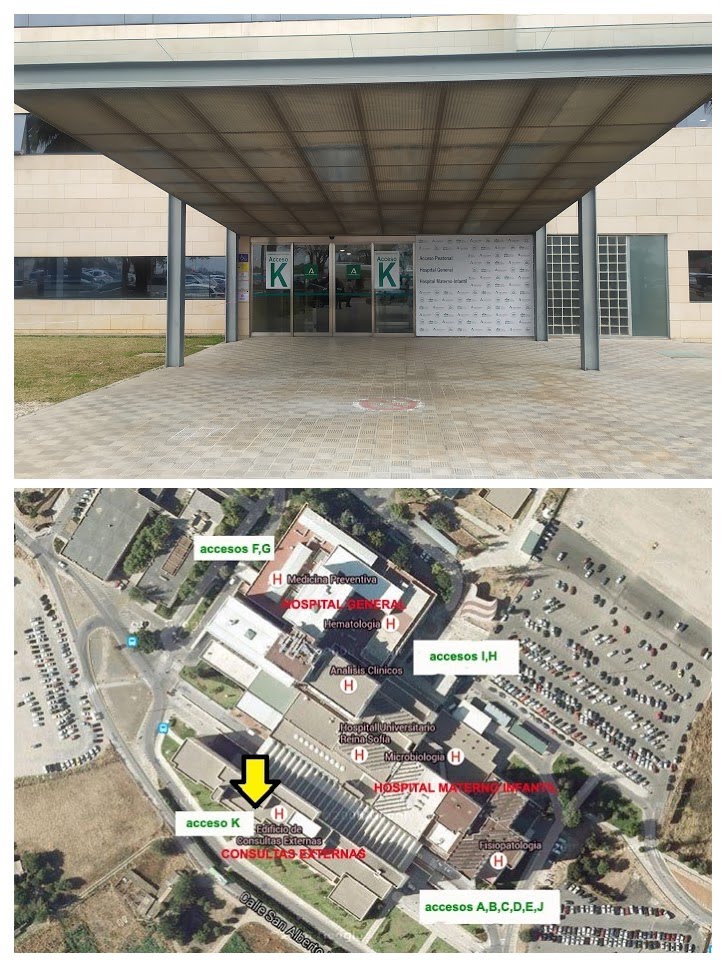 Acceso
K
Acceso
K
Acceso Peatonal
Hospital General
Hospital Materno-Infantil
accesos F,G
Medicina Preventiva
HOSPITAL GENERAL
Hematología
accesos I,H
Análisis Clínicos
Hospital Universitario
Reina Sofía
Microbiología
HOSPITAL MATERNO INFANTIL
acceso K
Edificio de
Consultas Externas
CONSULTAS EXTERNAS
Fisiopatología
accesos A,B,C,D,E,J
Calle San Alberto